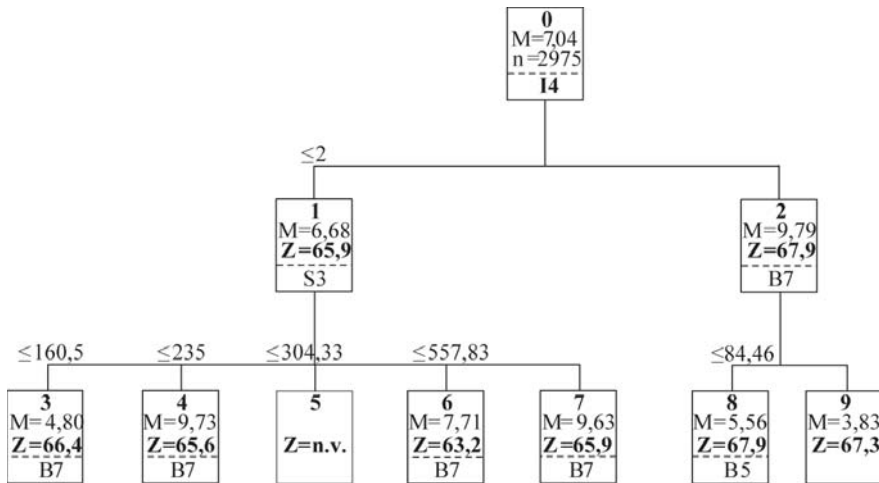 0
M=7,04
n=2975
I4
≤2
1
M=6,68
Z=65,9
S3
2
M=9,79
Z=67,9
B7
≤160,5
≤235
≤304,33
≤557,83
≤84,46
3
M=4,80
Z=66,4
B7
4
M=9,73
Z=65,6
B7
5
Z=n.v.
6
M=7,71
Z=63,2
B7
7
M=9,63
Z=65,9
B7
8
M=5,56
Z=67,9
B5
9
M=3,83
Z=67,3